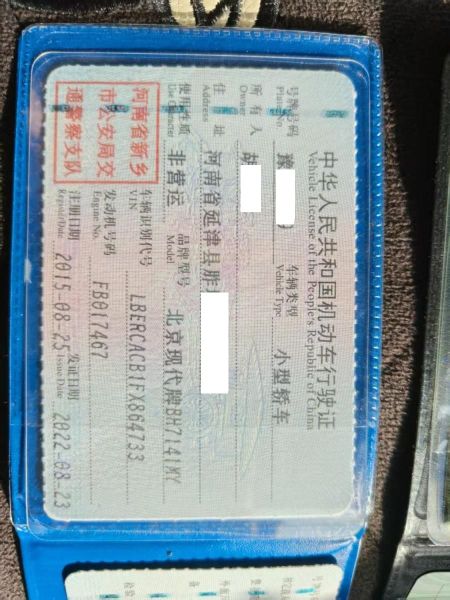 中华人民共和国机动车行驶证
Vehicle License of the People's Republic of China
号牌号码 豫 车辆类型 小型轿车
Plate No. Vehicle Type
所有人 胡
Owner
住址 河南省延津县胙
Address
使用性质 非营运 品牌型号 北京现代牌BH7141MY
Use Character Model
河南省新乡
市公安局交
通警察支队
车辆识别代号 LBERCACB1FX864733
VIN
发动机号码 FB017487
Engine No.
注册日期 2015-08-25 发证日期 2022-08-23
Register Date Issue Date